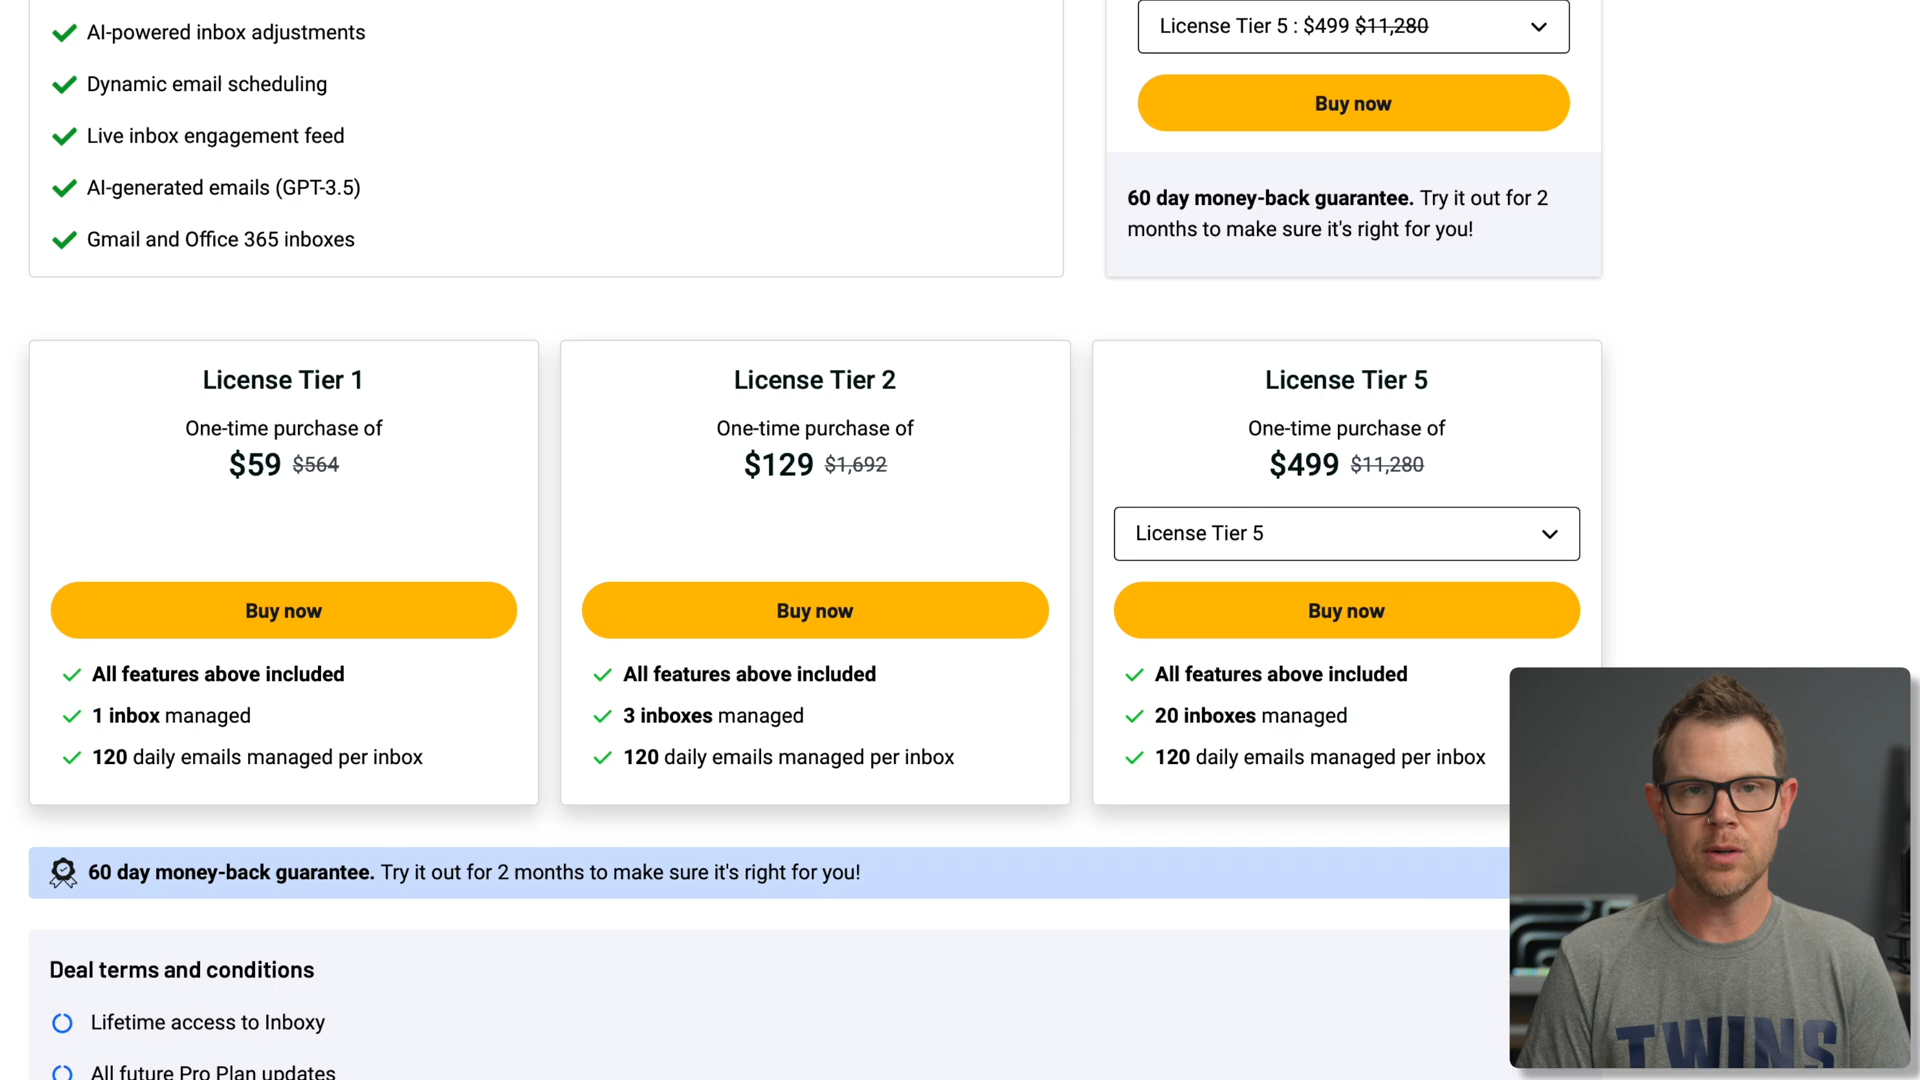 AI-powered inbox adjustments
Dynamic email scheduling
Live inbox engagement feed
AI-generated emails (GPT-3.5)
Gmail and Office 365 inboxes
License Tier 5 : $499 $11,280
Buy now
60 day money-back guarantee. Try it out for 2
months to make sure it's right for you!
License Tier 1
One-time purchase of
$59 $564
Buy now
All features above included
1 inbox managed
120 daily emails managed per inbox
License Tier 2
One-time purchase of
$129 $1,692
Buy now
All features above included
3 inboxes managed
120 daily emails managed per inbox
License Tier 5
One-time purchase of
$499 $11,280
License Tier 5
Buy now
All features above included
20 inboxes managed
120 daily emails managed per inbox
60 day money-back guarantee. Try it out for 2 months to make sure it's right for you!
Deal terms and conditions
Lifetime access to Inboxy
All future Pro Plan updates
TWINS